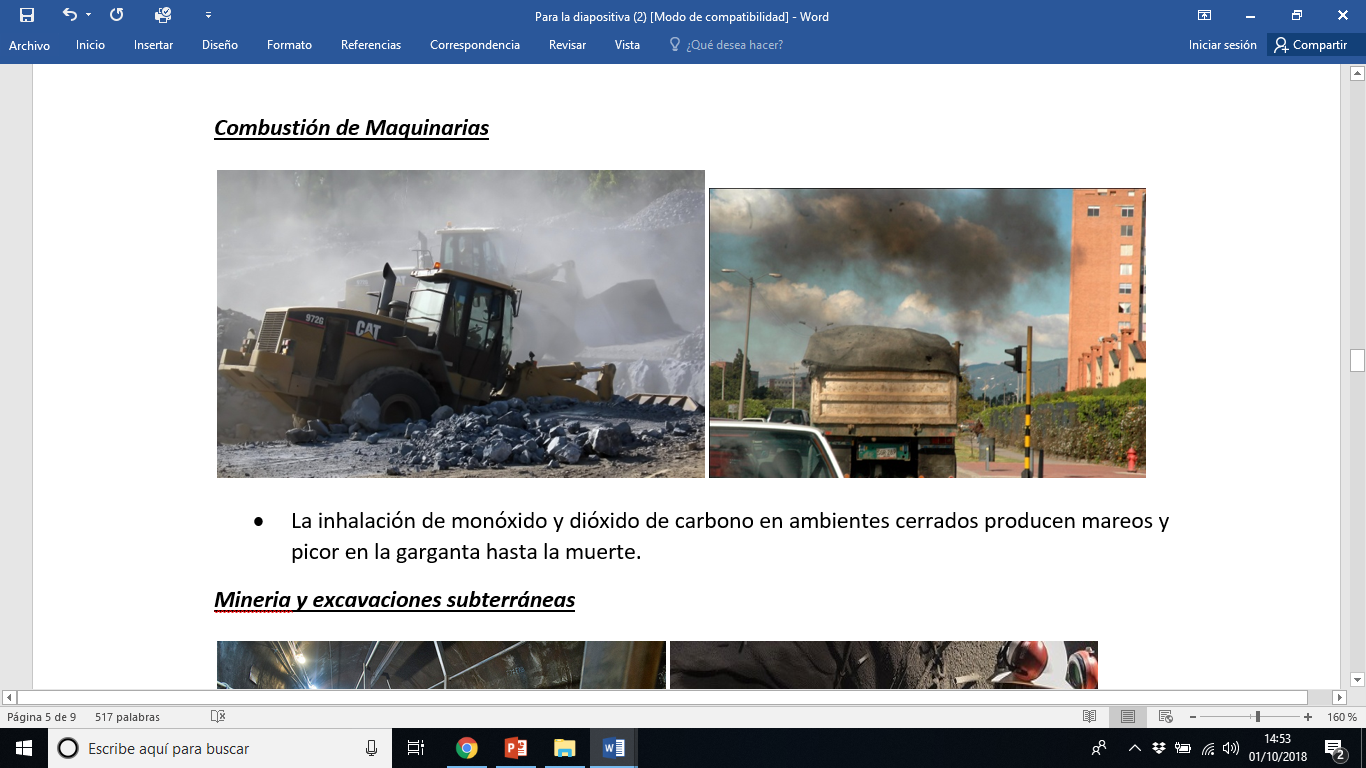 Para la diapositiva (2) [Modo de compatibilidad] - Word
Archivo Inicio Insertar Diseño Formato Referencias Correspondencia Revisar Vista ¿Qué desea hacer? Iniciar sesión Compartir
Combustión de Maquinarias
972G
CAT
• La inhalación de monóxido y dióxido de carbono en ambientes cerrados producen mareos y
picor en la garganta hasta la muerte.
Mineria y excavaciones subterráneas
Página 5 de 9 517 palabras 160 %
Escribe aquí para buscar
14:53
01/10/2018
2